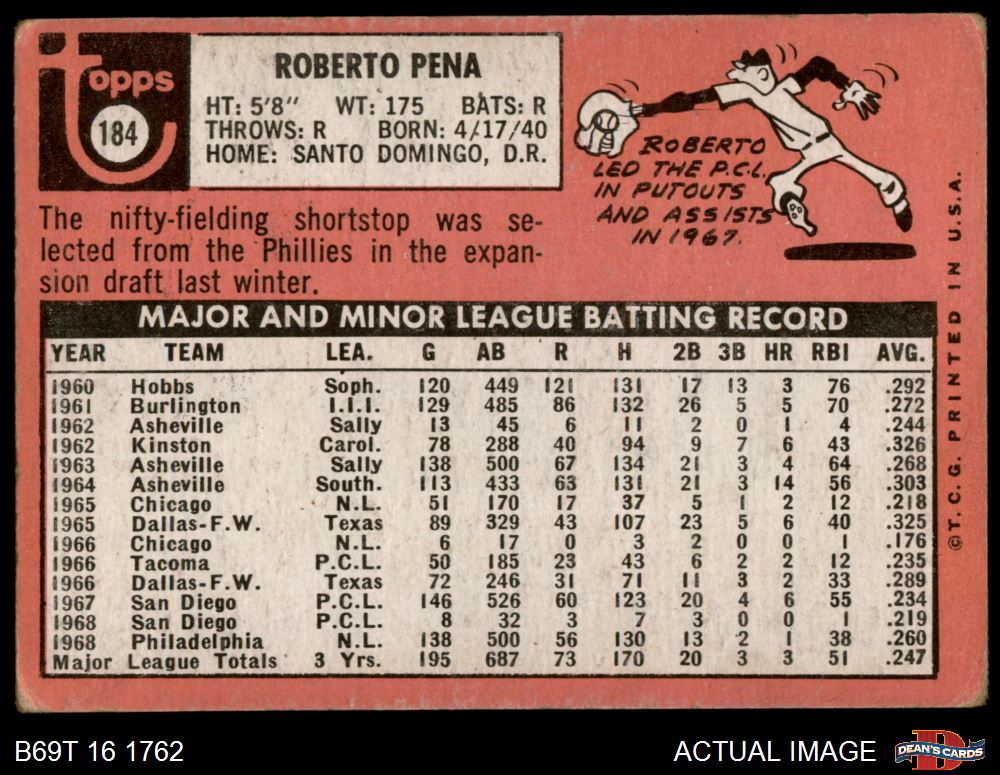 topps
184
ROBERTO PENA
HT: 5'8" WT: 175 BATS: R
THROWS: R BORN: 4/17/40
HOME: SANTO DOMINGO, D.R.
ROBERTO
LED THE P.C.L.
IN PUTOUTS
AND ASSISTS
IN 1967.
The nifty-fielding shortstop was se-
lected from the Phillies in the expan-
sion draft last winter.
MAJOR AND MINOR LEAGUE BATTING RECORD
YEAR TEAM LEA. G AB R H 2B 3B HR RBI AVG.
1960 Hobbs Soph. 120 449 121 131 17 13 3 76 .292
1961 Burlington I.I.I. 129 485 86 132 26 5 5 70 .272
1962 Asheville Sally 13 45 6 11 2 0 1 4 .244
1962 Kinston Carol. 78 288 40 94 9 7 6 43 .326
1963 Asheville Sally 138 500 67 134 21 3 4 64 .268
1964 Asheville South. 113 433 63 131 21 3 14 56 .303
1965 Chicago N.L. 51 170 17 37 5 1 2 12 .218
1965 Dallas-F.W. Texas 89 329 43 107 23 5 6 40 .325
1966 Chicago N.L. 6 17 0 3 2 0 0 1 .176
1966 Tacoma P.C.L. 50 185 23 43 6 2 2 12 .235
1966 Dallas-F.W. Texas 72 246 31 71 11 3 2 33 .289
1967 San Diego P.C.L. 146 526 60 123 20 4 6 55 .234
1968 San Diego P.C.L. 8 32 3 7 3 0 0 1 .219
1968 Philadelphia N.L. 138 500 56 130 13 2 1 38 .260
Major League Totals 3 Yrs. 195 687 73 170 20 3 3 51 .247
© T.C.G. PRINTED IN U.S.A.
B69T 16 1762
ACTUAL IMAGE
D
DEAN'S CARDS